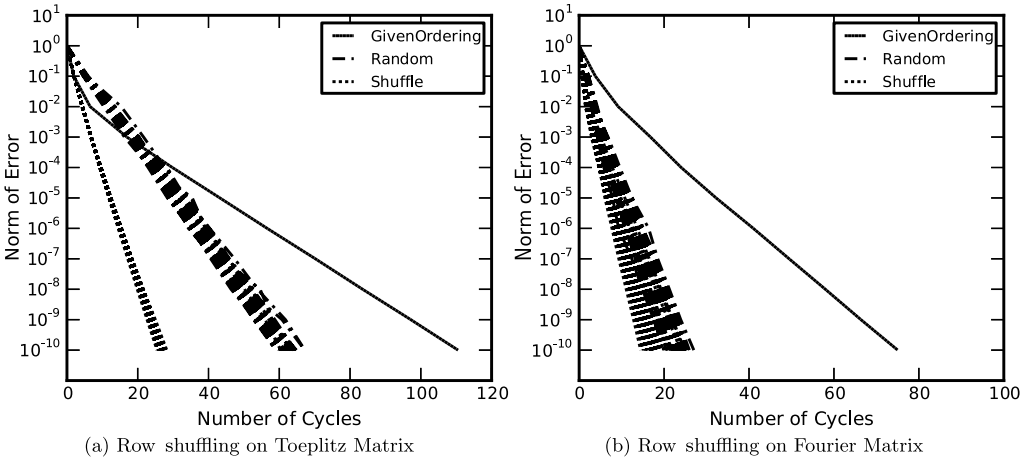 10^1
10^0
10^-1
10^-2
10^-3
10^-4
10^-5
10^-6
10^-7
10^-8
10^-9
10^-10
Norm of Error
GivenOrdering
Random
Shuffle
0 20 40 60 80 100 120
Number of Cycles
(a) Row shuffling on Toeplitz Matrix
10^1
10^0
10^-1
10^-2
10^-3
10^-4
10^-5
10^-6
10^-7
10^-8
10^-9
10^-10
Norm of Error
GivenOrdering
Random
Shuffle
0 20 40 60 80 100
Number of Cycles
(b) Row shuffling on Fourier Matrix